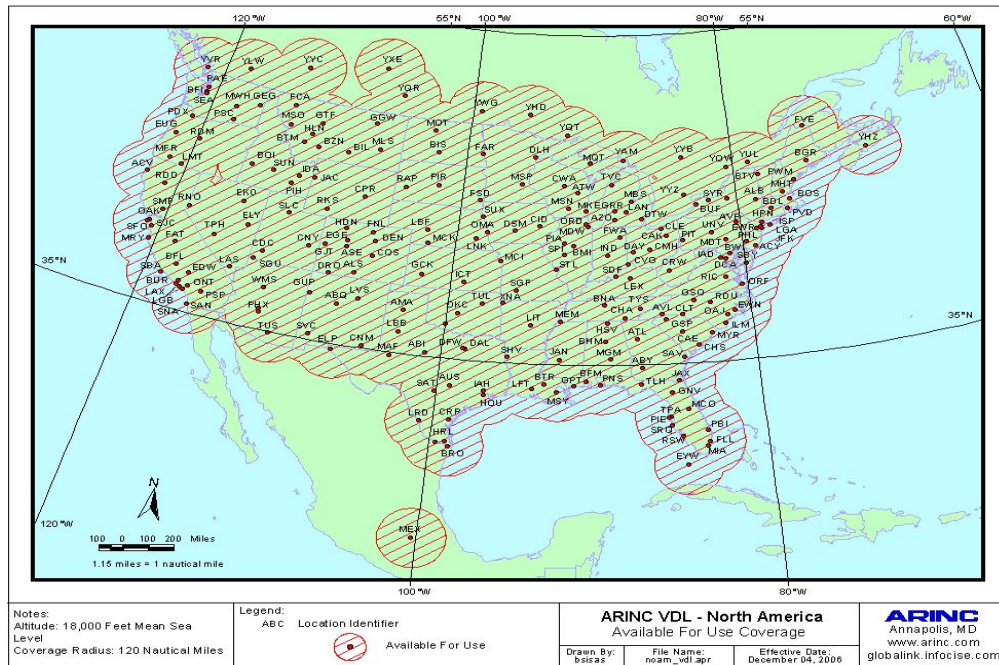 120°W 55°N 100°W 80°W 55°N 60°W
YVR YLW YYC YXE
PAE
BFI
SEA
MWH GEG FCA YQR
PDX PSC MSO GTF GGW MOT YWG YHD FVE
EUG RDM HLN YQT YHZ
BTM BZN BIL MLS BIS FAR DLH YAM YYB YOW YUL BGR
MFR LMT BOI SUN IDA JAC MQT BTV PWM
ACV RDD PIH CPR RAP PIR MSP CWA ATW TVC MBS YYZ SYR ALB MHT BOS
SMF RNO EKO SLC RKS FSD SUX MSN MKE GRR LAN BUF BDL PVD
OAK SFO SJC TPH ELY HDN FNL LBF OMA DSM CID ORD AZO DTW AVP HPN ISP
MRY FAT CNY EGE DEN MCK LNK PIA MDW FWA CLE UNV EWR LGA
CDC GJT ASE COS SPI BMI IND DAY CAK PIT MDT PHL JFK
35°N BFL SGU DRO ALS GCK MCI STL CMH IAD ACY
SBA EDW LAS CVG CRW DCA SBY
BUR ONT WMS GUP LVS ICT SGF SDF LEX RIC ORF
LAX PSP PHX ABQ AMA OKC TUL XNA BNA TYS GSO RDU EWN
LGB SAN LBB LIT MEM CHA AVL CLT OAJ 35°N
SNA TUS SVC HSV GSP ILM
ELP CNM MAF ABI DFW DAL BHM ATL CAE MYR
SHV JAN MGM SAV CHS
ABY
AUS IAH BTR BFM JAX
SAT LFT GPT PNS TLH GNV
HOU MSY MCO
LRD CRP TPA
PIE PBI
HRL SRQ FLL
RSW MIA
BRO EYW
N
MEX
120°W
100 0 100 200 Miles
1.15 miles = 1 nautical mile
100°W 80°W
Notes:
Altitude: 18,000 Feet Mean Sea
Level
Coverage Radius: 120 Nautical Miles
Legend:
ABC Location Identifier
Available For Use
ARINC VDL - North America
Available For Use Coverage
Drawn By:
bsisas
File Name:
noam_vdl.apr
Effective Date:
December 04, 2006
ARINC
Annapolis, MD
www.arinc.com
globalink.infocise.com